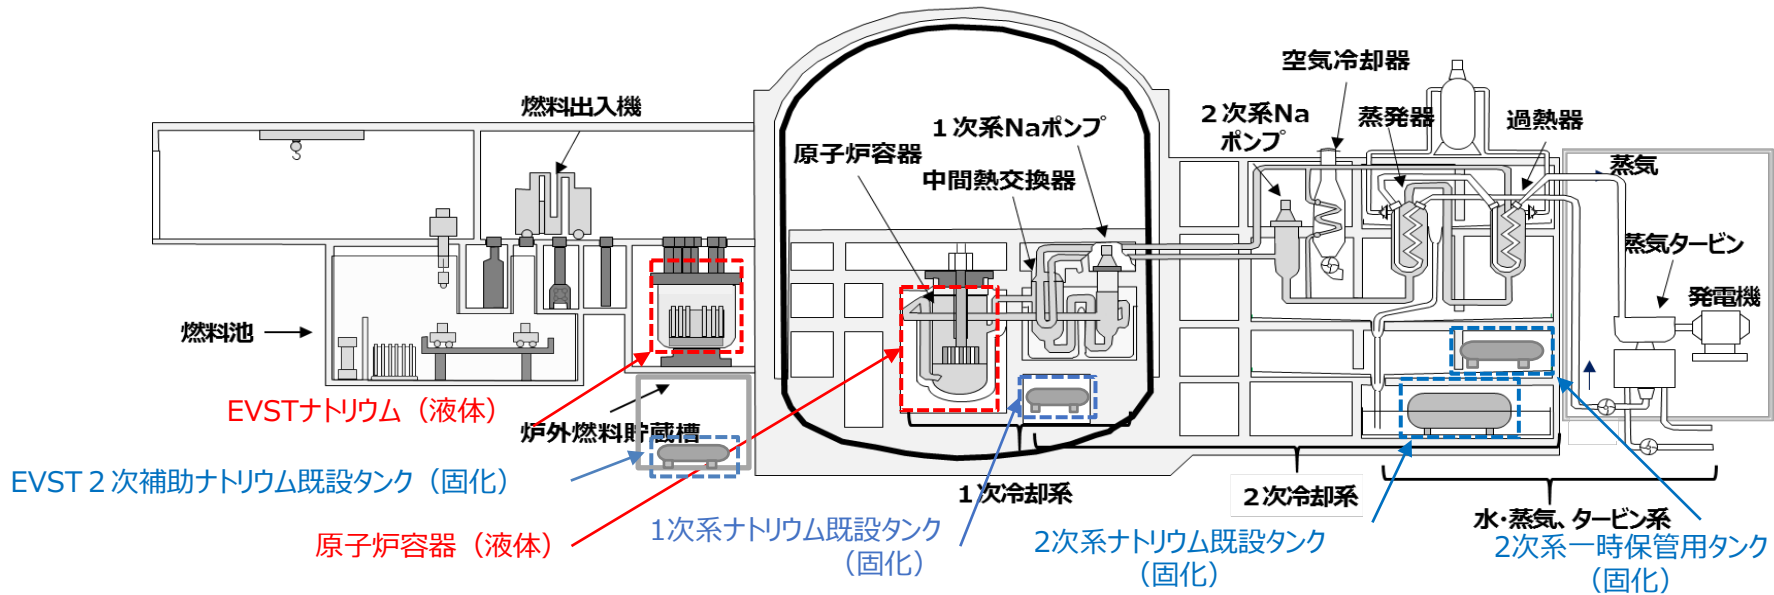 空気冷却器
燃料出入機
2次系Na
ポンプ
蒸発器
過熱器
1次系Naポンプ
原子炉容器
中間熱交換器
蒸気
蒸気タービン
発電機
燃料池
EVSTナトリウム（液体）
炉外燃料貯蔵槽
EVST２次補助ナトリウム既設タンク（固化）
1次冷却系
2次冷却系
水･蒸気、タービン系
原子炉容器（液体）
1次系ナトリウム既設タンク
（固化）
2次系ナトリウム既設タンク
（固化）
2次系一時保管用タンク
（固化）